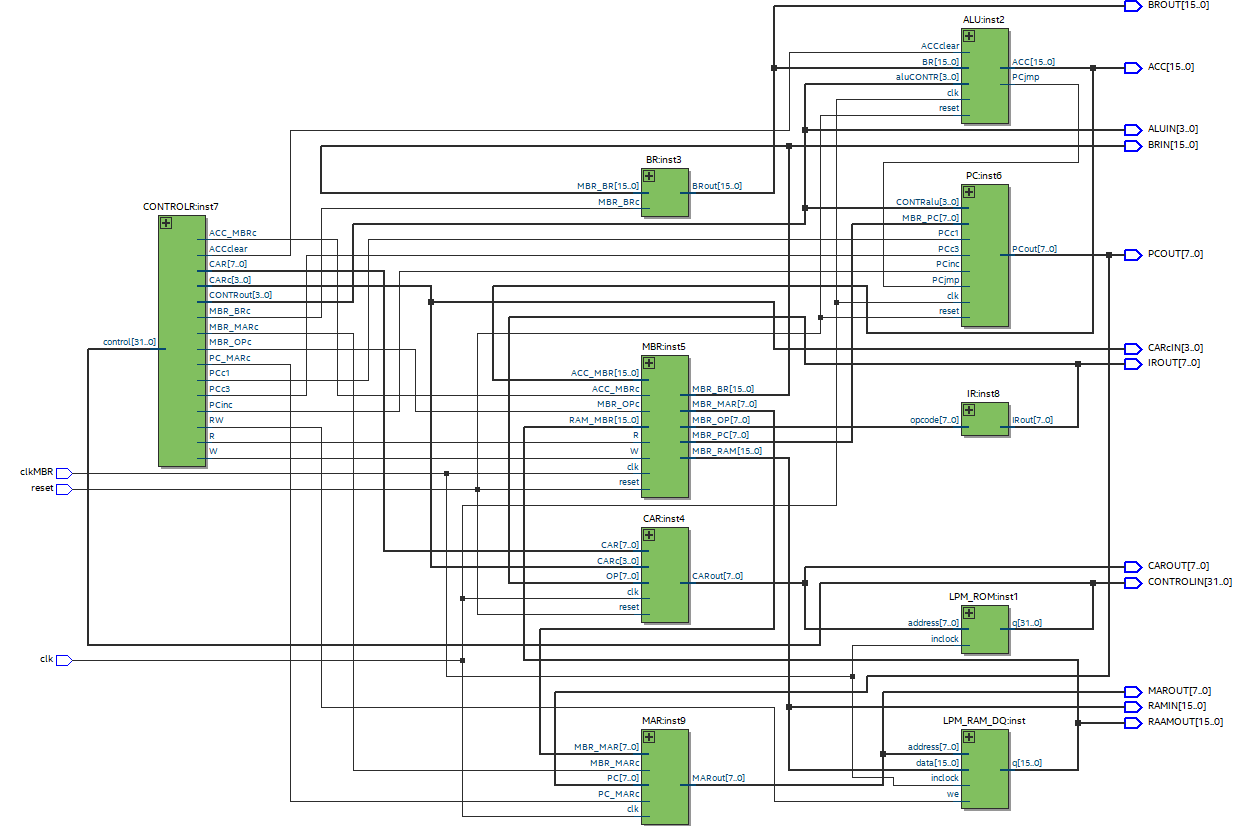 BROUT[15..0]
ALU:inst2
ACCclear
BR[15..0]
aluCONTR[3..0]
clk
reset
ACC[15..0]
PCjmp
ACC[15..0]
ALUIN[3..0]
BRIN[15..0]
BR:inst3
MBR_BR[15..0]
MBR_BRc
BRout[15..0]
PC:inst6
CONTRalu[3..0]
MBR_PC[7..0]
PCc1
PCc3
PCinc
PCjmp
clk
reset
PCout[7..0]
PCOUT[7..0]
CONTROLR:inst7
control[31..0]
ACC_MBRc
ACCclear
CAR[7..0]
CARc[3..0]
CONTRout[3..0]
MBR_BRc
MBR_MARc
MBR_OPc
PC_MARc
PCc1
PCc3
PCinc
RW
R
W
CARcIN[3..0]
IROUT[7..0]
MBR:inst5
ACC_MBR[15..0]
ACC_MBRc
MBR_OPc
RAM_MBR[15..0]
R
W
clk
reset
MBR_BR[15..0]
MBR_MAR[7..0]
MBR_OP[7..0]
MBR_PC[7..0]
MBR_RAM[15..0]
IR:inst8
opcode[7..0]
IRout[7..0]
clkMBR
reset
CAR:inst4
CAR[7..0]
CARc[3..0]
OP[7..0]
clk
reset
CARout[7..0]
CAROUT[7..0]
CONTROLIN[31..0]
LPM_ROM:inst1
address[7..0]
inclock
q[31..0]
clk
MAROUT[7..0]
RAMIN[15..0]
RAAMOUT[15..0]
MAR:inst9
MBR_MAR[7..0]
MBR_MARc
PC[7..0]
PC_MARc
clk
MARout[7..0]
LPM_RAM_DQ:inst
address[7..0]
data[15..0]
inclock
we
q[15..0]